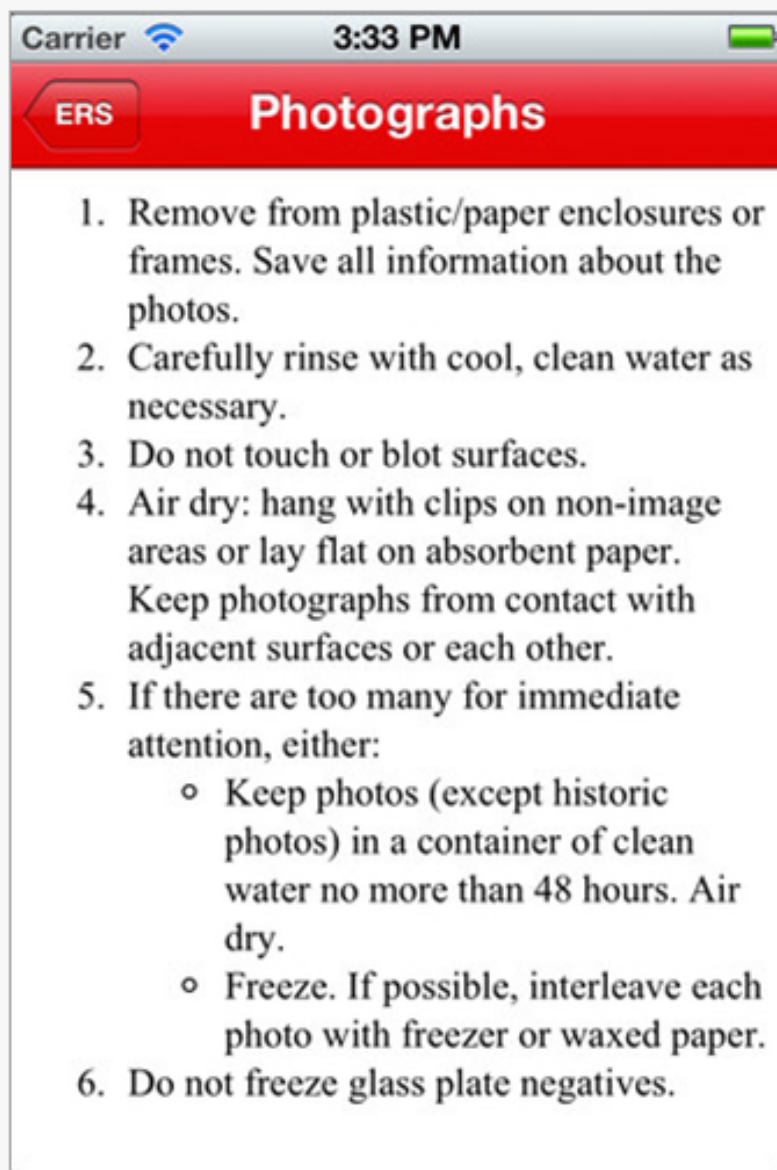 Carrier 3:33 PM
ERS Photographs
1. Remove from plastic/paper enclosures or
frames. Save all information about the
photos.
2. Carefully rinse with cool, clean water as
necessary.
3. Do not touch or blot surfaces.
4. Air dry: hang with clips on non-image
areas or lay flat on absorbent paper.
Keep photographs from contact with
adjacent surfaces or each other.
5. If there are too many for immediate
attention, either:
Keep photos (except historic
photos) in a container of clean
water no more than 48 hours. Air
dry.
Freeze. If possible, interleave each
photo with freezer or waxed paper.
6. Do not freeze glass plate negatives.